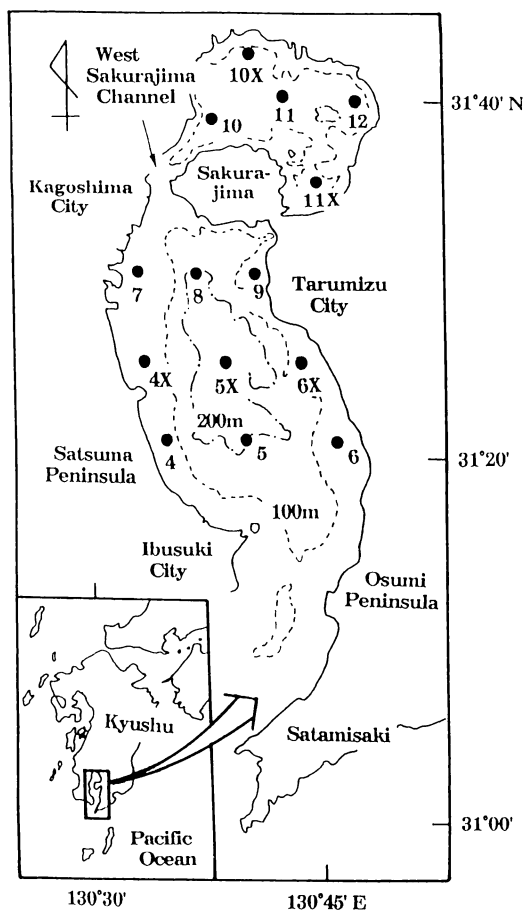 West
Sakurajima
Channel
10X
11
12
10
31°40' N
Kagoshima
City
Sakura-
jima
11X
7
8
9
Tarumizu
City
4X
5X
6X
200m
4
5
6
Satsuna
Peninsula
31°20'
100m
Ibusuki
City
Osumi
Peninsula
Kyushu
Satamisaki
Pacific
Ocean
31°00'
130°30'
130°45' E